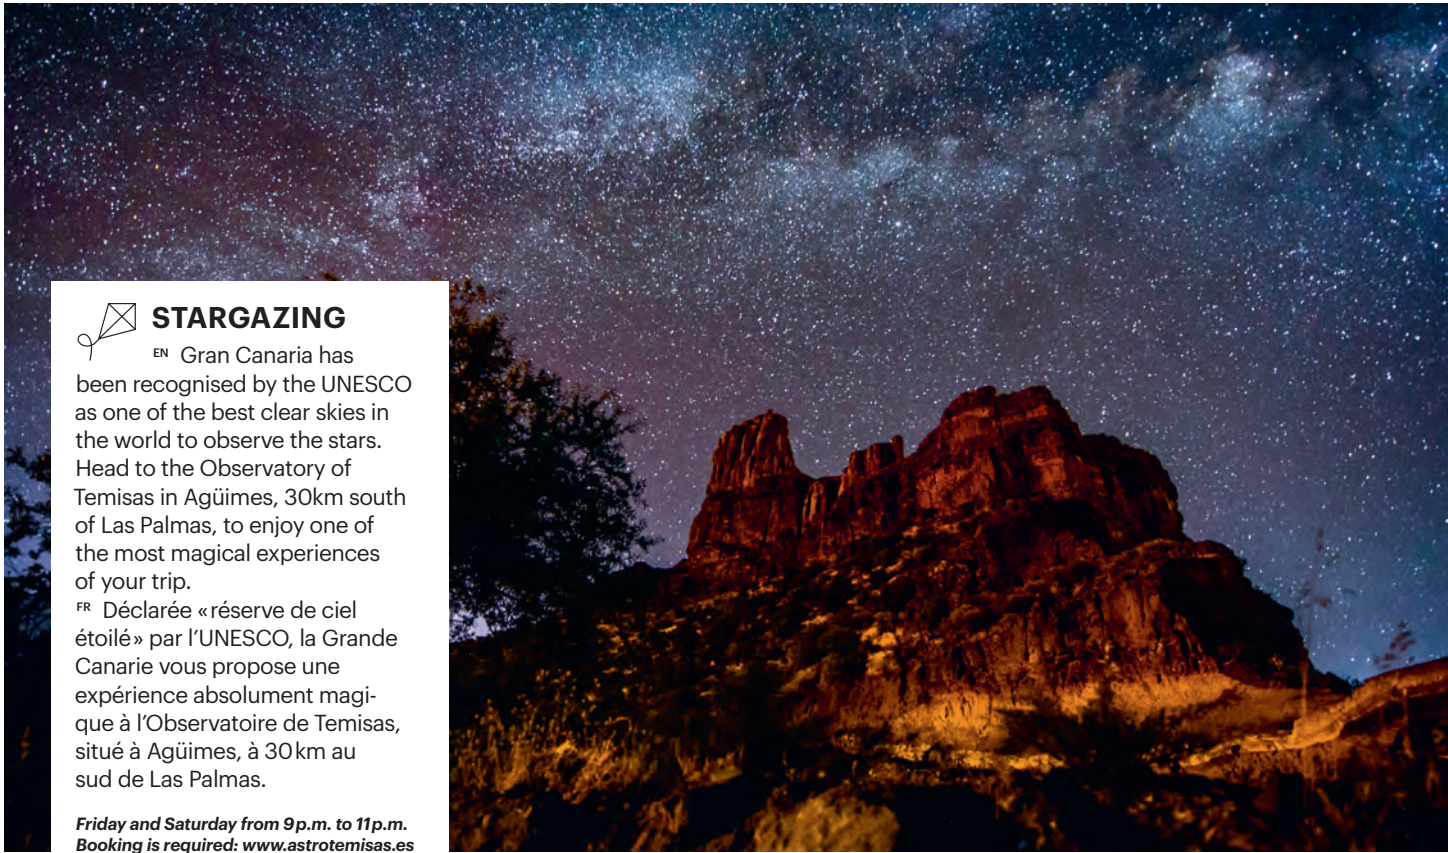 STARGAZING
EN Gran Canaria has
been recognised by the UNESCO
as one of the best clear skies in
the world to observe the stars.
Head to the Observatory of
Temisas in Agüimes, 30km south
of Las Palmas, to enjoy one of
the most magical experiences
of your trip.
FR Déclarée «réserve de ciel
étoilé» par l’UNESCO, la Grande
Canarie vous propose une
expérience absolument magi-
que à l’Observatoire de Temisas,
situé à Agüimes, à 30km au
sud de Las Palmas.
Friday and Saturday from 9p.m. to 11p.m.
Booking is required: www.astrotemisas.es